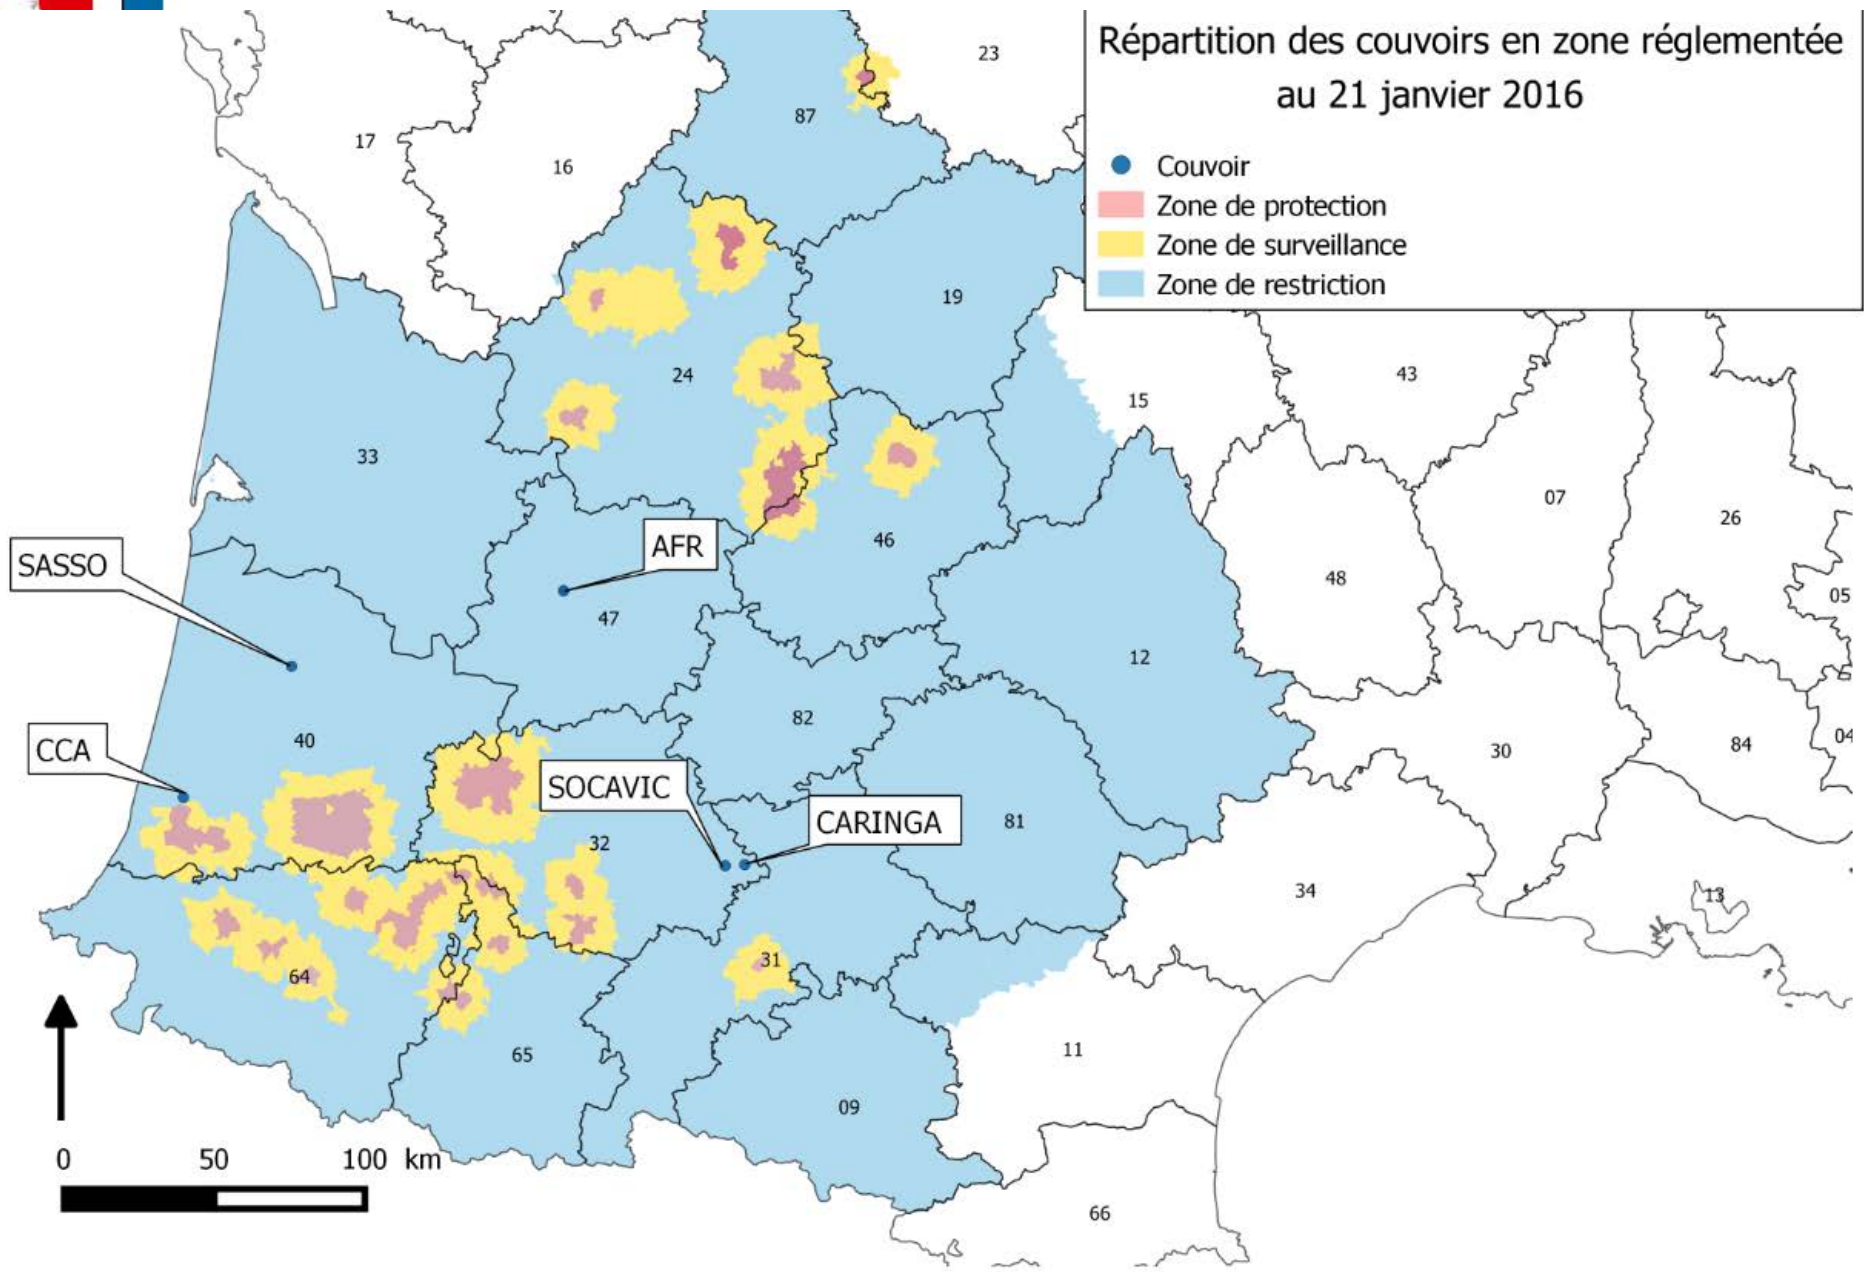 Répartition des couvoirs en zone réglementée
au 21 janvier 2016
Couvoir
Zone de protection
Zone de surveillance
Zone de restriction
23
87
17
16
19
24
15
43
33
07
26
46
AFR
SASSO
48
05
47
12
82
40
CCA
30
84
04
SOCAVIC
CARINGA
81
32
34
13
31
64
65
11
09
0 50 100 km
66